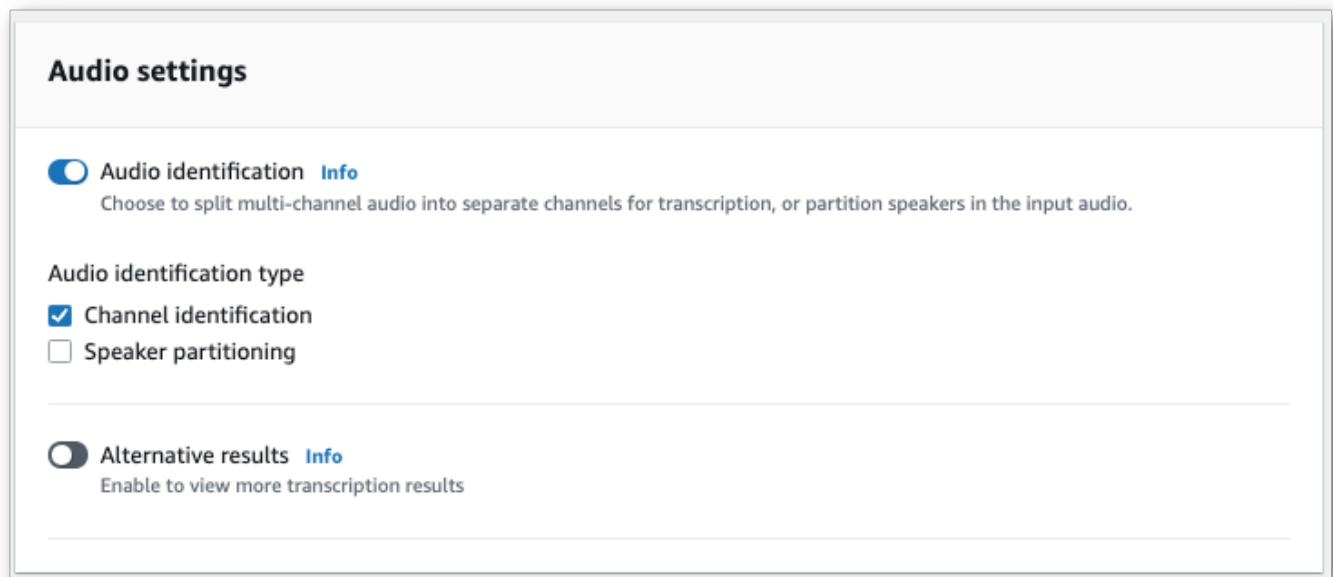 Audio settings
Audio identification Info
Choose to split multi-channel audio into separate channels for transcription, or partition speakers in the input audio.
Audio identification type
Channel identification
Speaker partitioning
Alternative results Info
Enable to view more transcription results